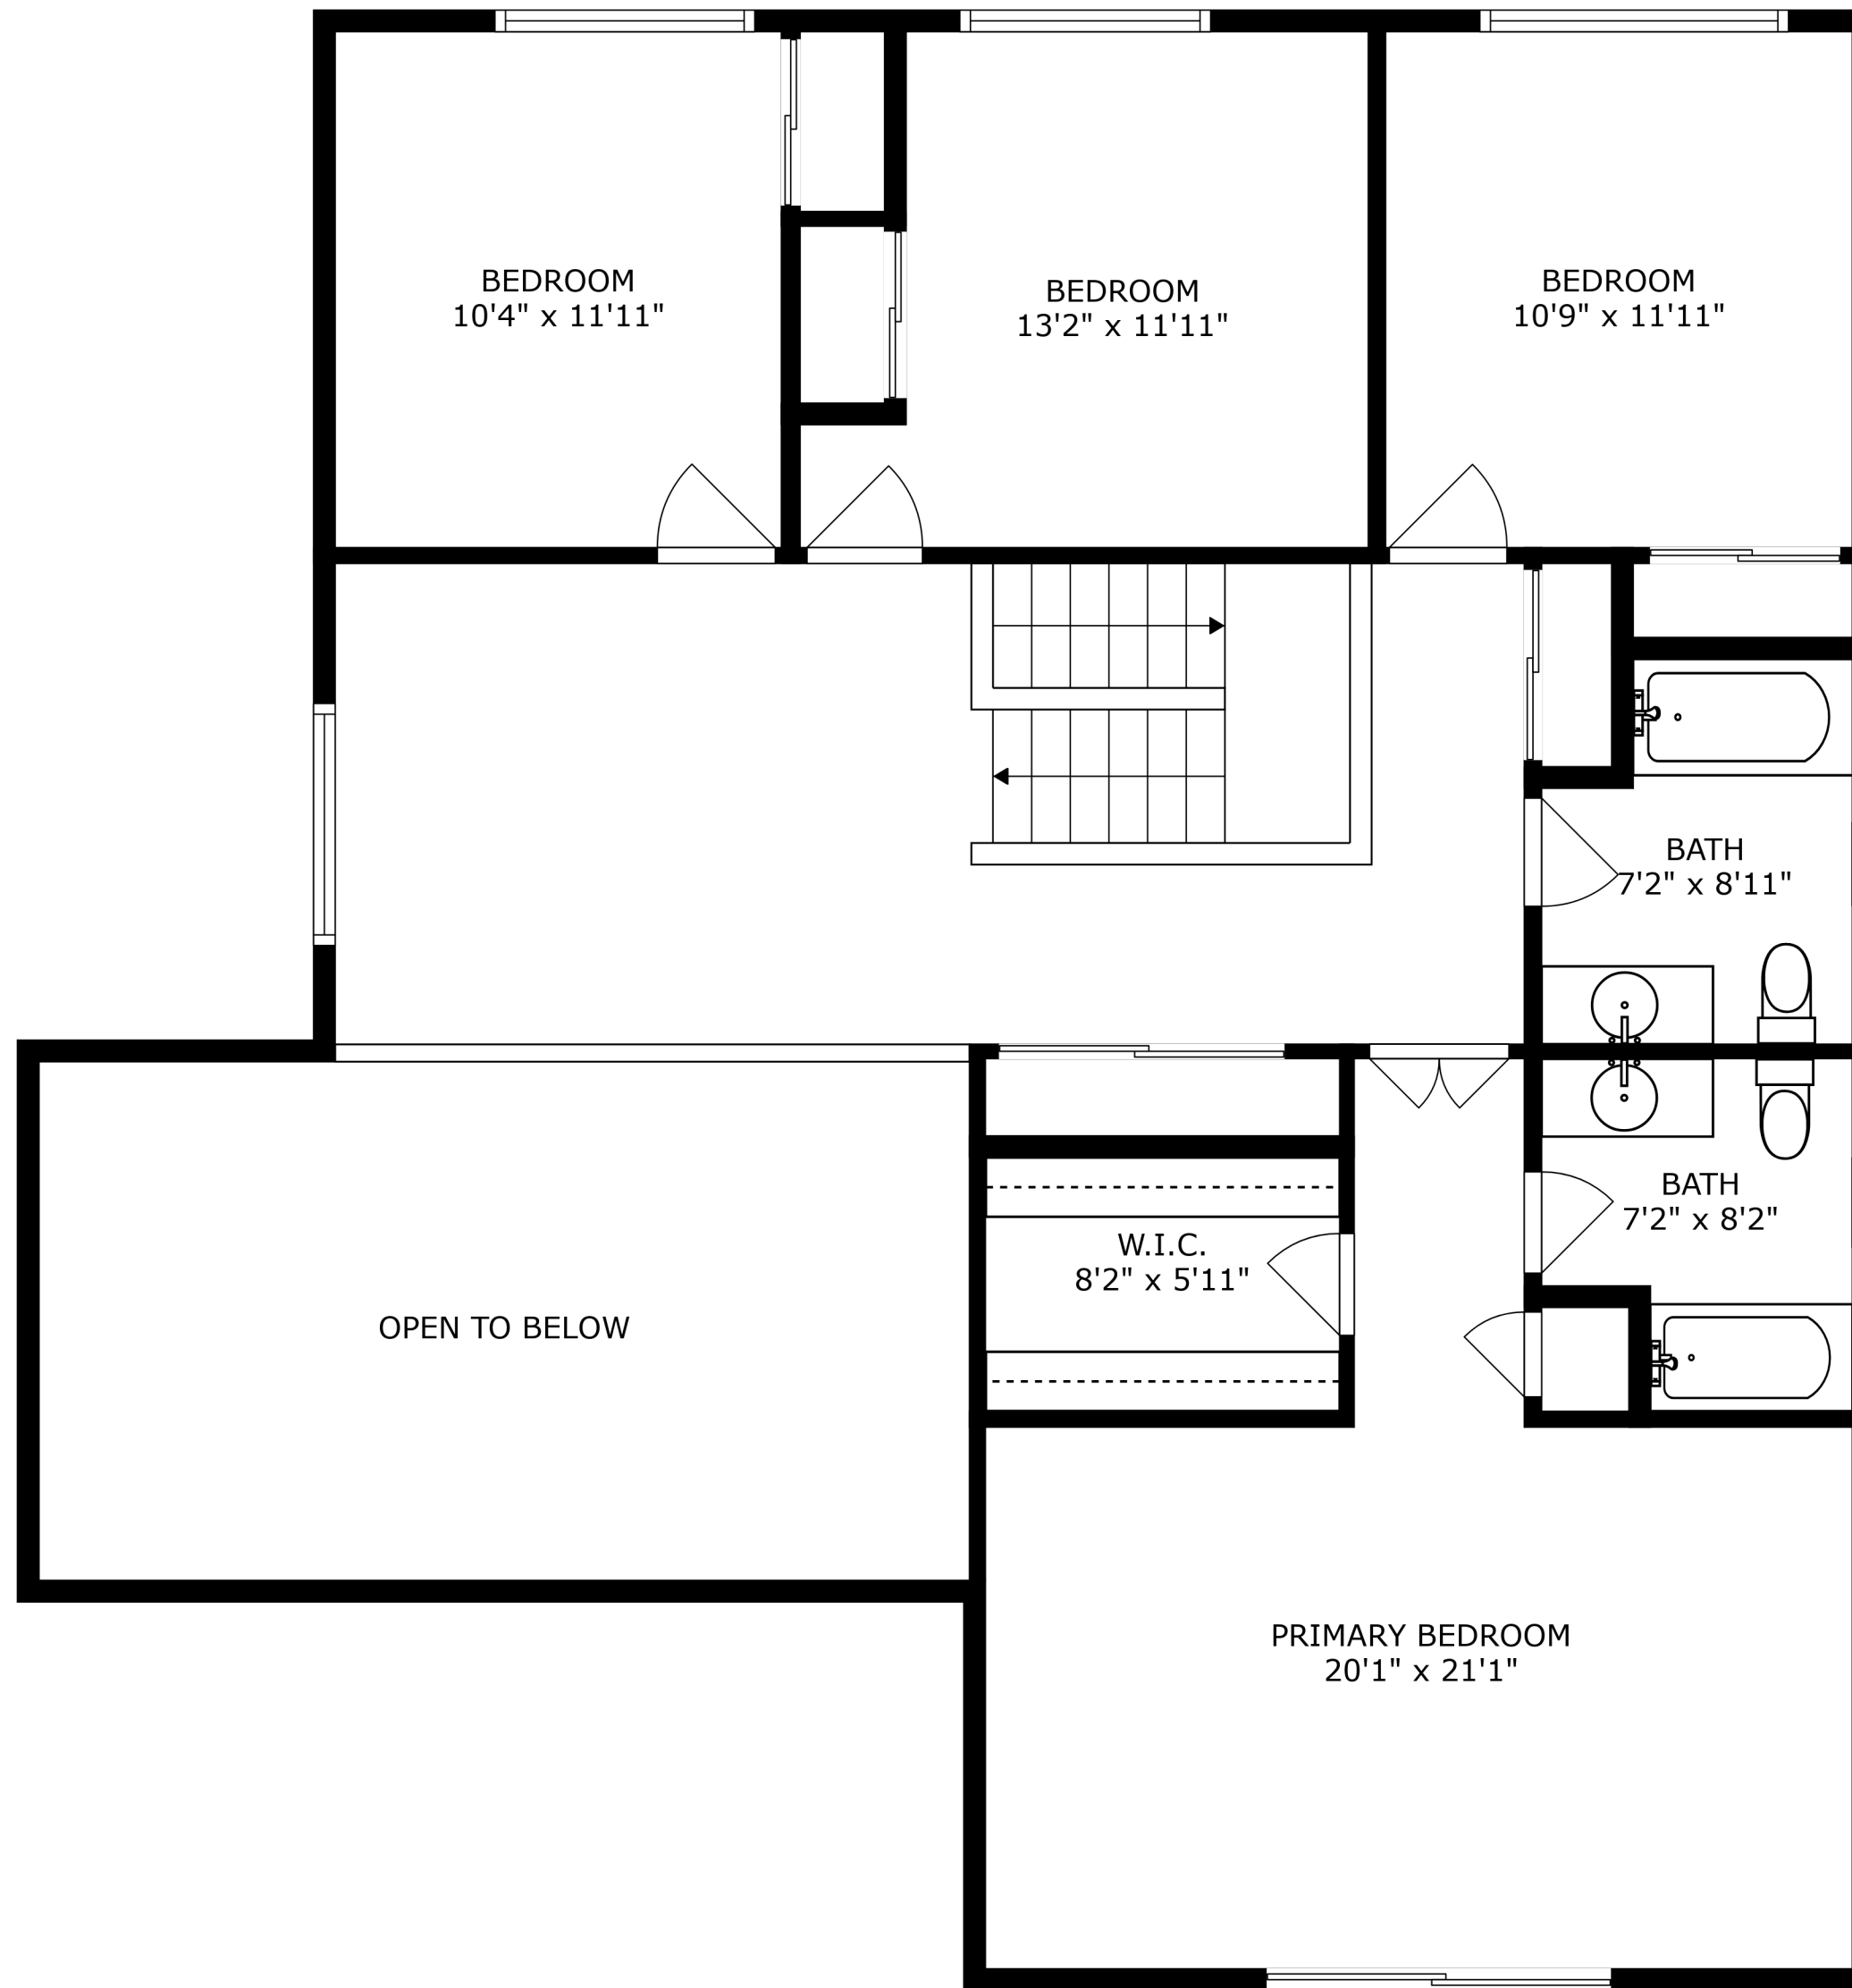 BEDROOM
10'4" x 11'11"
BEDROOM
13'2" x 11'11"
BEDROOM
10'9" x 11'11"
BATH
7'2" x 8'11"
BATH
7'2" x 8'2"
W.I.C.
8'2" x 5'11"
OPEN TO BELOW
PRIMARY BEDROOM
20'1" x 21'1"